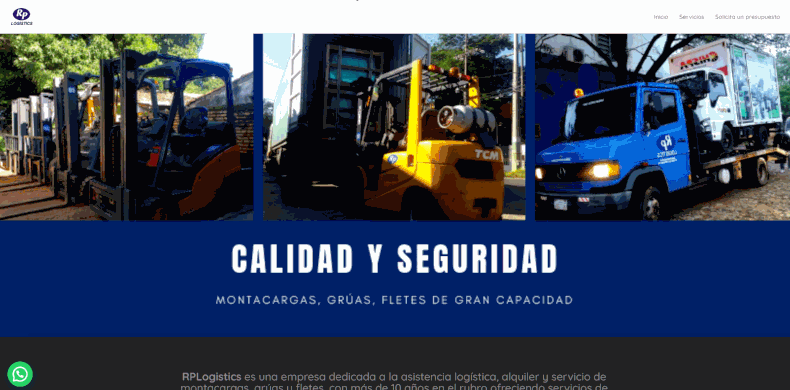 Rp
LOGISTICS
Inicio Servicios Solicitá un presupuesto
TCM
Rp
CALIDAD Y SEGURIDAD
MONTACARGAS, GRÚAS, FLETES DE GRAN CAPACIDAD
RPLogistics es una empresa dedicada a la asistencia logística, alquiler y servicio de
montacargas, grúas y fletes, con más de 10 años en el rubro ofreciendo servicios de